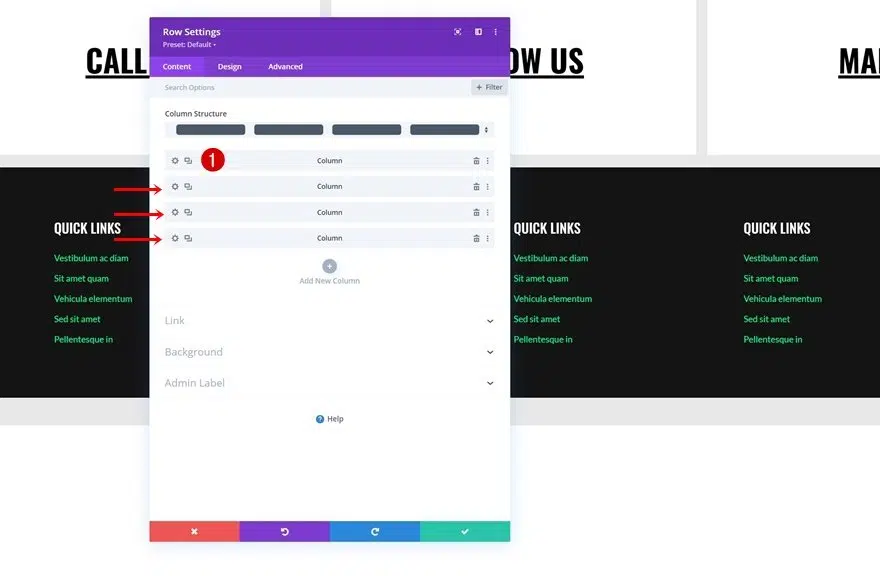 Row Settings
Preset: Default
Content Design Advanced
Search Options
+ Filter
Column Structure
1
Column
Column
Column
Column
+
Add New Column
Link
Background
Admin Label
? Help
CALL
OW US
MA
QUICK LINKS
Vestibulum ac diam
Sit amet quam
Vehicula elementum
Sed sit amet
Pellentesque in
QUICK LINKS
Vestibulum ac diam
Sit amet quam
Vehicula elementum
Sed sit amet
Pellentesque in
QUICK LINKS
Vestibulum ac diam
Sit amet quam
Vehicula elementum
Sed sit amet
Pellentesque in